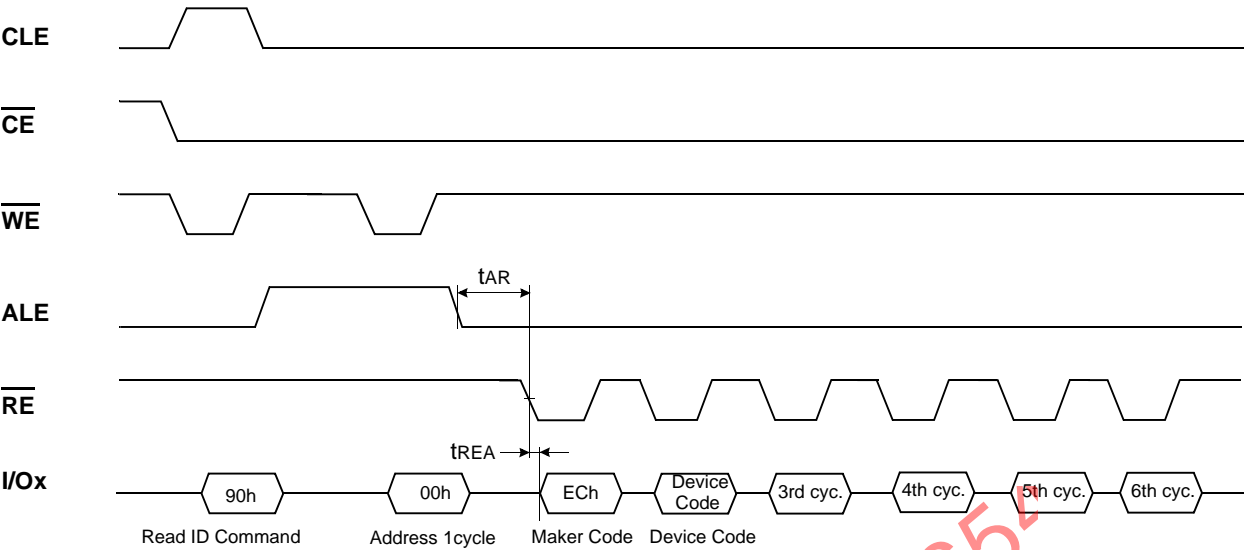 CLE
CE
WE
tAR
ALE
RE
tREA
I/Ox
90h
00h
ECh
Device
Code
3rd cyc.
4th cyc.
5th cyc.
6th cyc.
Read ID Command
Address 1cycle
Maker Code
Device Code